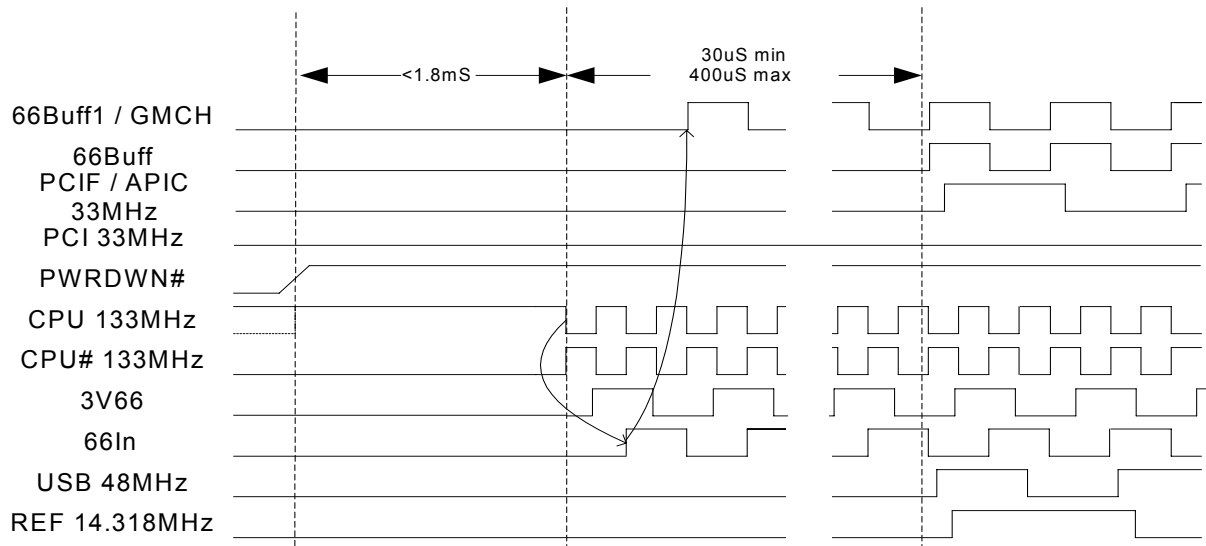 <1.8mS
30uS min
400uS max
66Buff1 / GMCH
66Buff
PCIF / APIC
33MHz
PCI 33MHz
PWRDWN#
CPU 133MHz
CPU# 133MHz
3V66
66In
USB 48MHz
REF 14.318MHz